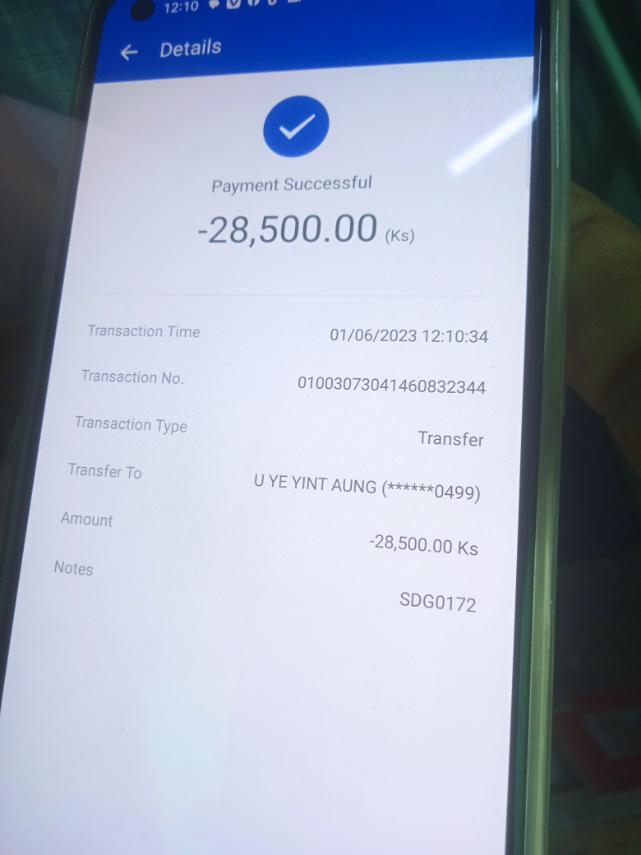 12:10
Details
Payment Successful
-28,500.00 (Ks)
Transaction Time 01/06/2023 12:10:34
Transaction No. 01003073041460832344
Transaction Type Transfer
Transfer To U YE YINT AUNG (******0499)
Amount -28,500.00 Ks
Notes SDG0172